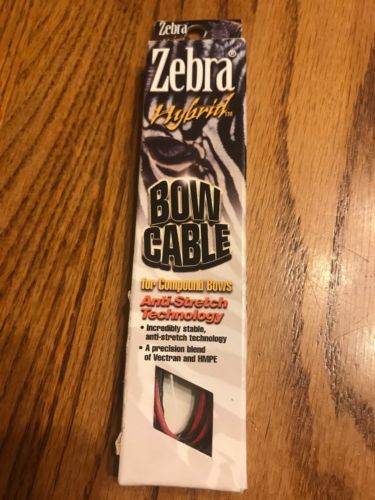 Zebra
Zebra®
Hybrid™
BOW
CABLE
for Compound Bows
Anti-Stretch
Technology
• Incredibly stable,
anti-stretch technology
• A precision blend
of Vectran and HMPE